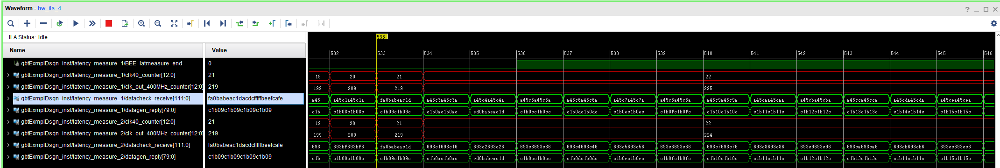 Waveform - hw_ila_4
ILA Status: Idle
Name Value
533
532 533 534 535 536 537 538 539 540 541 542 543 544 545 546
gbtExmplDsgn_inst/latency_measure_1/BEE_latmeasure_end 0
gbtExmplDsgn_inst/latency_measure_1/clk40_counter[12:0] 21 19 20 21 22
gbtExmplDsgn_inst/latency_measure_1/clk_out_400MHz_counter[12:0] 219 199 209 219 225
gbtExmplDsgn_inst/latency_measure_1/datacheck_receive[111:0] fa0babeac1dacdcfffffbeefcafe a45 a45c1a45c1a fa0babeac1d a45c3a45c3a a45c4a45c4a a45c5a45c5a a45c6a45c6a a45c7a45c7a a45c8a45c8a a45c9a45c9a a45caa45caa a45cba45cba a45cca45cca a45cda45cda a45cea45cea
gbtExmplDsgn_inst/latency_measure_1/datagen_reply[79:0] c1b09c1b09c1b09c1b09 c1b c1b08c1b08c c1b09c1b09c c1b0ac1b0ac ed0babeac1d c1b0cc1b0cc c1b0dc1b0dc c1b0ec1b0ec c1b0fc1b0fc c1b10c1b10c c1b11c1b11c c1b12c1b12c c1b13c1b13c c1b14c1b14c c1b15c1b15c
gbtExmplDsgn_inst/latency_measure_2/clk40_counter[12:0] 21 19 20 21 22
gbtExmplDsgn_inst/latency_measure_2/clk_out_400MHz_counter[12:0] 219 199 209 219 224
gbtExmplDsgn_inst/latency_measure_2/datacheck_receive[111:0] fa0babeac1dacdcfffffbeefcafe 693 693bf693bf6 fa0babeac1d 693c1693c16 693c2693c26 693c3693c36 693c4693c46 693c5693c56 693c6693c66 693c7693c76 693c8693c86 693c9693c96 693ca693ca6 693cb693cb6 693cc693cc6
gbtExmplDsgn_inst/latency_measure_2/datagen_reply[79:0] c1b09c1b09c1b09c1b09 c1b c1b08c1b08c c1b09c1b09c c1b0ac1b0ac ed0babeac1d c1b0cc1b0cc c1b0dc1b0dc c1b0ec1b0ec c1b0fc1b0fc c1b10c1b10c c1b11c1b11c c1b12c1b12c c1b13c1b13c c1b14c1b14c c1b15c1b15c